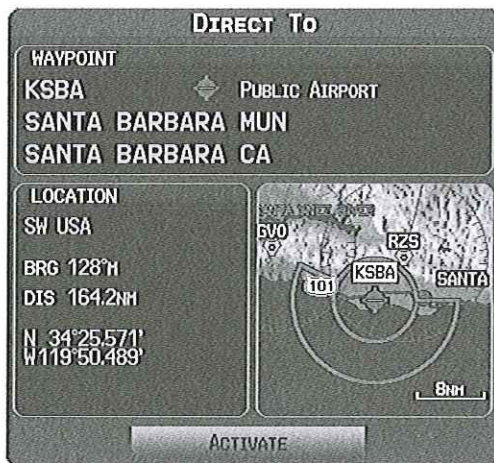 DIRECT TO
WAYPOINT
KSBA PUBLIC AIRPORT
SANTA BARBARA MUN
SANTA BARBARA CA
LOCATION
SW USA
BRG 128°M
DIS 164.2NM
N 34°25.571'
W119°50.489'
GVO
RZS
KSBA
101
SANTA
8NM
ACTIVATE